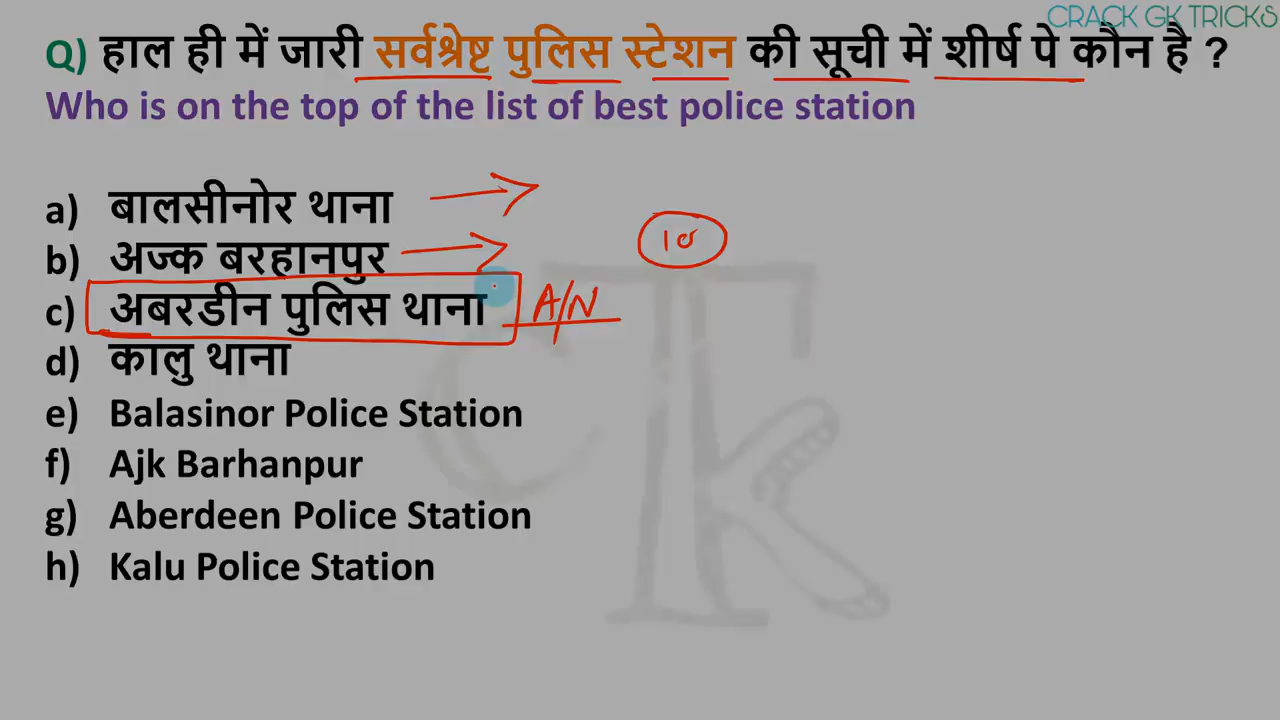 CRACK GK TRICKS
Q) हाल ही में जारी सर्वश्रेष्ट पुलिस स्टेशन की सूची में शीर्ष पे कौन है ?
Who is on the top of the list of best police station
a) बालसीनोर थाना
b) अज्क बरहानपुर
10
c) अबरडीन पुलिस थाना A/N
d) कालु थाना
e) Balasinor Police Station
f) Ajk Barhanpur
g) Aberdeen Police Station
h) Kalu Police Station